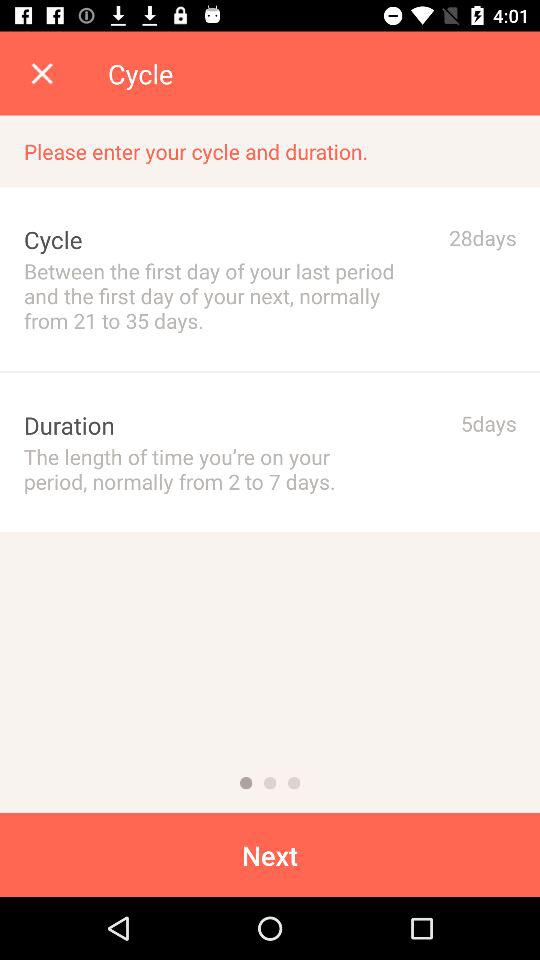 4:01
Cycle
Please enter your cycle and duration.
Cycle
28days
Between the first day of your last period
and the first day of your next, normally
from 21 to 35 days.
Duration
5days
The length of time you’re on your
period, normally from 2 to 7 days.
Next